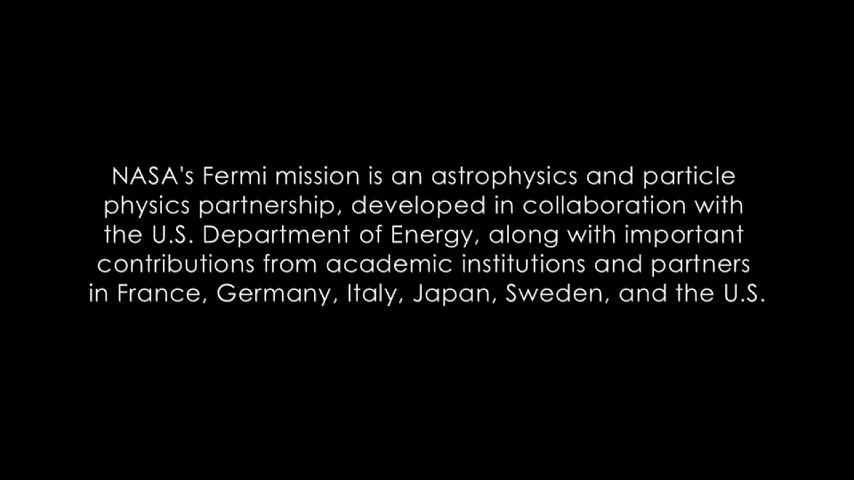 NASA's Fermi mission is an astrophysics and particle
physics partnership, developed in collaboration with
the U.S. Department of Energy, along with important
contributions from academic institutions and partners
in France, Germany, Italy, Japan, Sweden, and the U.S.